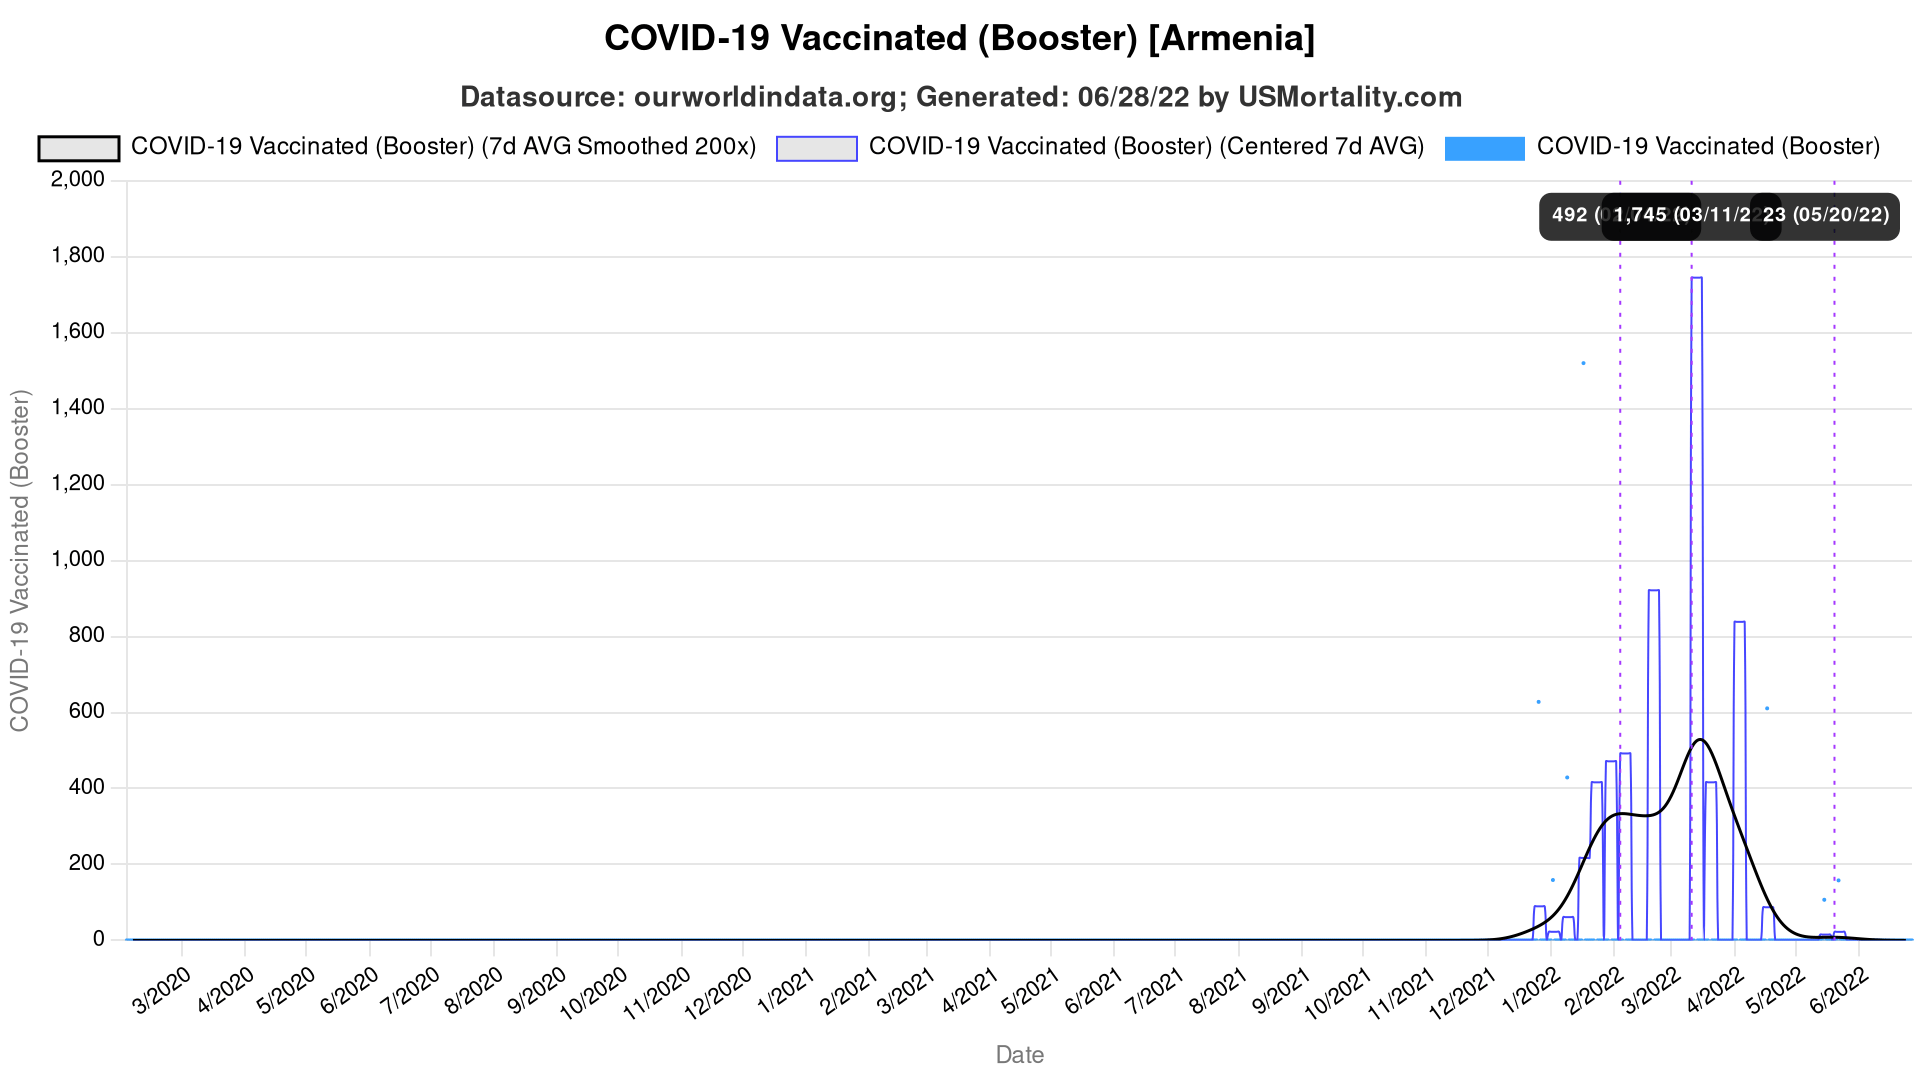 COVID-19 Vaccinated (Booster) [Armenia]
Datasource: ourworldindata.org; Generated: 06/28/22 by USMortality.com
COVID-19 Vaccinated (Booster) (7d AVG Smoothed 200x) COVID-19 Vaccinated (Booster) (Centered 7d AVG) COVID-19 Vaccinated (Booster)
492 ( 1,745 (03/11/22 23 (05/20/22)
COVID-19 Vaccinated (Booster)
2,000
1,800
1,600
1,400
1,200
1,000
800
600
400
200
0
3/2020 4/2020 5/2020 6/2020 7/2020 8/2020 9/2020 10/2020 11/2020 12/2020 1/2021 2/2021 3/2021 4/2021 5/2021 6/2021 7/2021 8/2021 9/2021 10/2021 11/2021 12/2021 1/2022 2/2022 3/2022 4/2022 5/2022 6/2022
Date